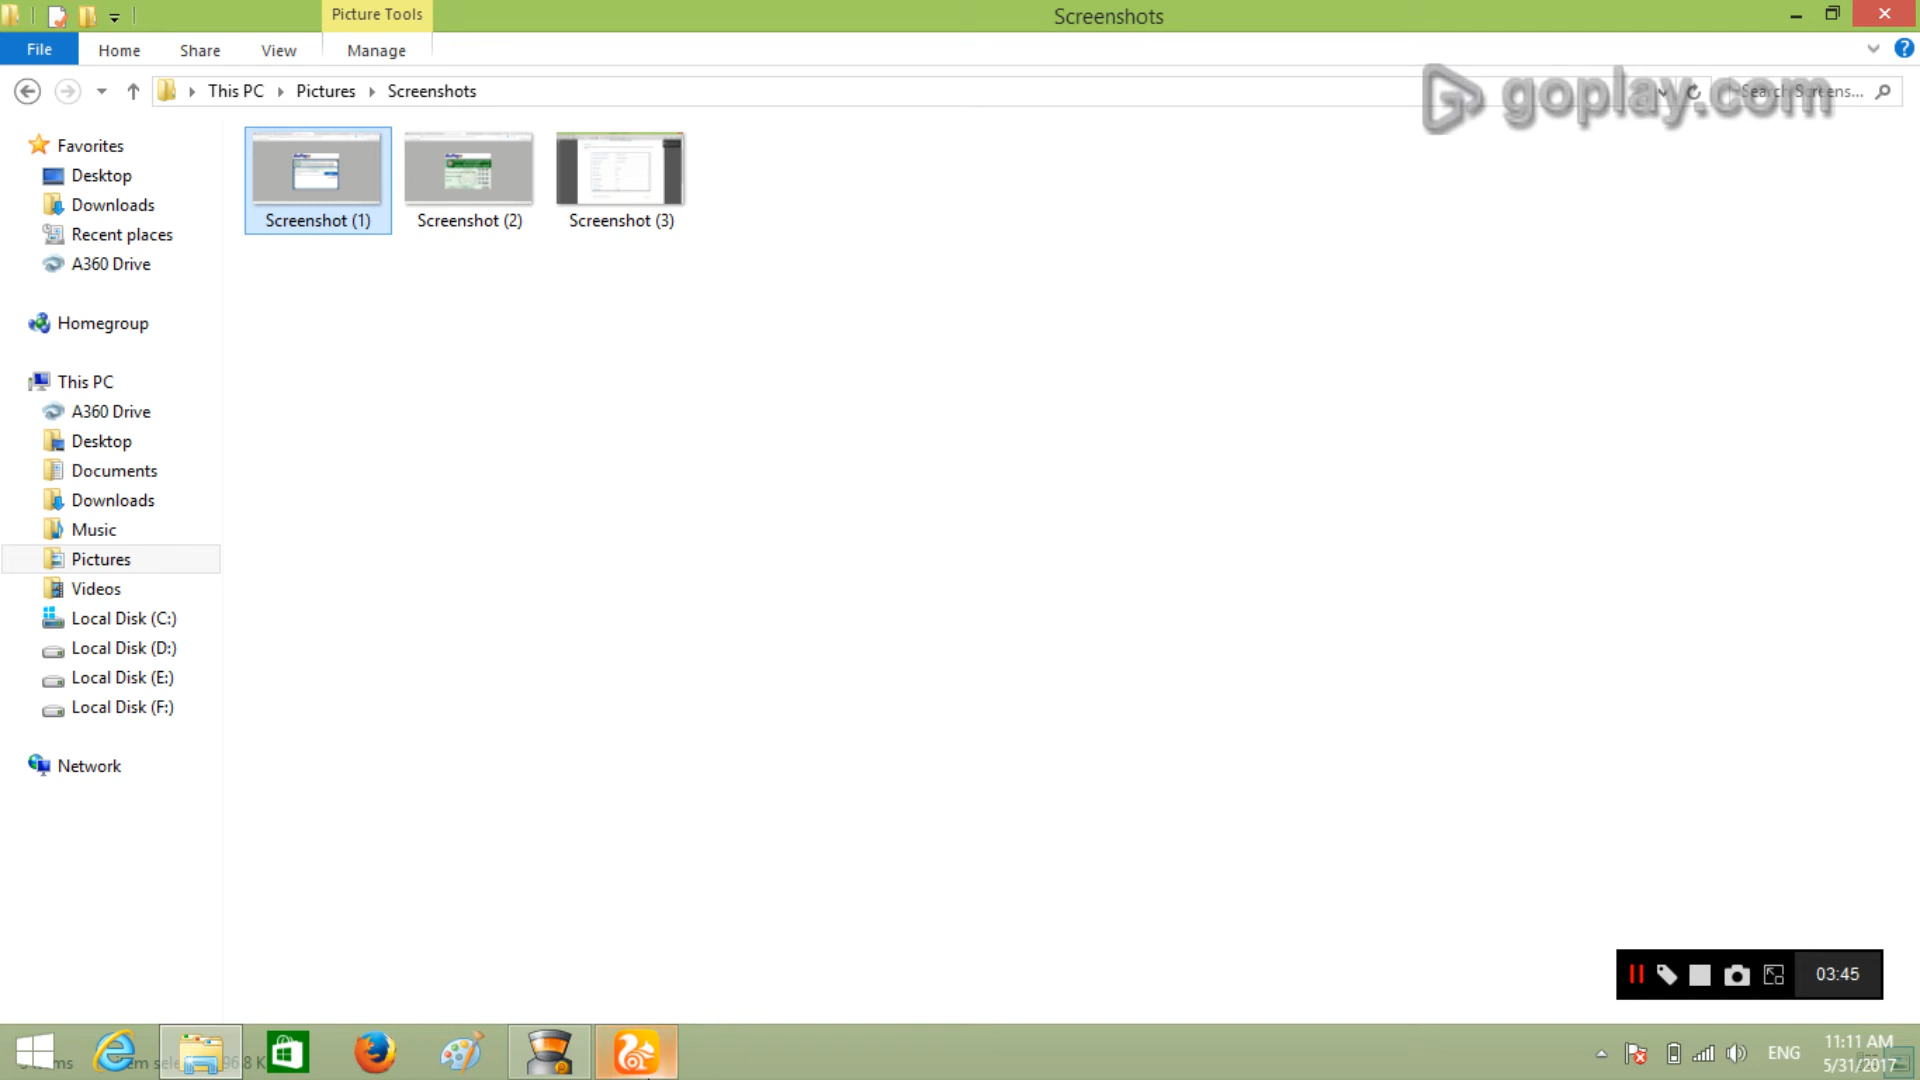 Picture Tools
Screenshots
File
Home
Share
View
Manage
This PC
Pictures
Screenshots
Search Screens...
goplay.com
Favorites
Desktop
Downloads
Recent places
A360 Drive
Homegroup
This PC
A360 Drive
Desktop
Documents
Downloads
Music
Pictures
Videos
Local Disk (C:)
Local Disk (D:)
Local Disk (E:)
Local Disk (F:)
Network
Screenshot (1)
Screenshot (2)
Screenshot (3)
03:45
ENG
11:11 AM
5/31/2017